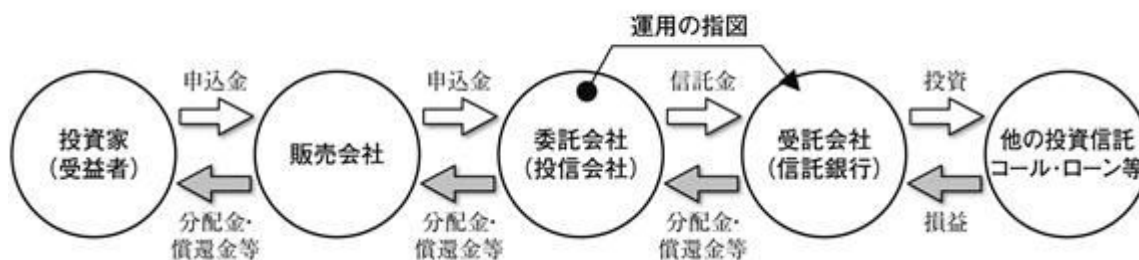 運用の指図
申込金
申込金
信託金
投資
投資家
(受益者)
販売会社
委託会社
(投信会社)
受託会社
(信託銀行)
他の投資信託
コール・ローン等
分配金・
償還金等
分配金・
償還金等
分配金・
償還金等
損益